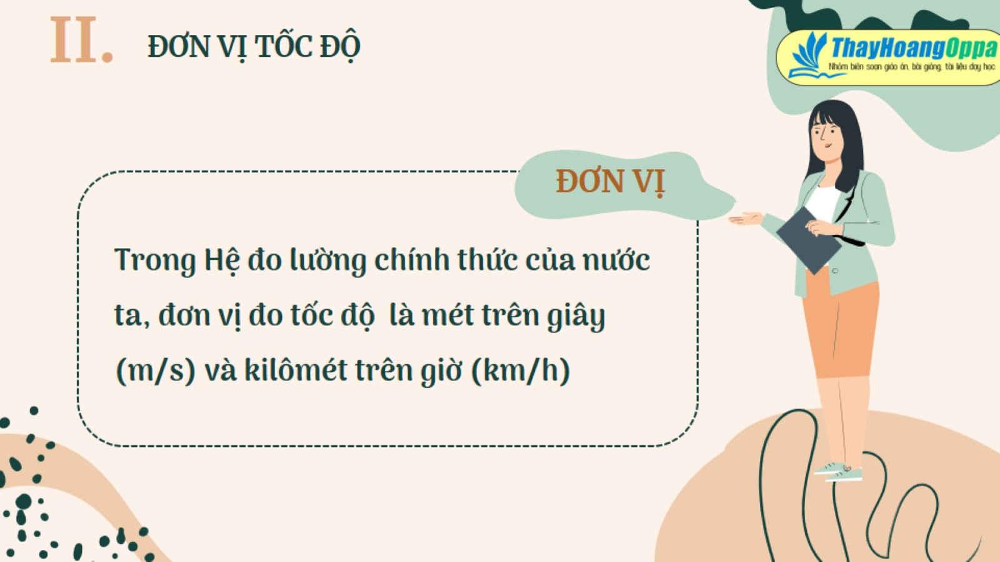 II. ĐƠN VỊ TỐC ĐỘ
ThayHoangOppa
Nhóm biên soạn giáo án, bài giảng, tài liệu dạy học
ĐƠN VỊ
Trong Hệ đo lường chính thức của nước
ta, đơn vị đo tốc độ là mét trên giây
(m/s) và kilômét trên giờ (km/h)